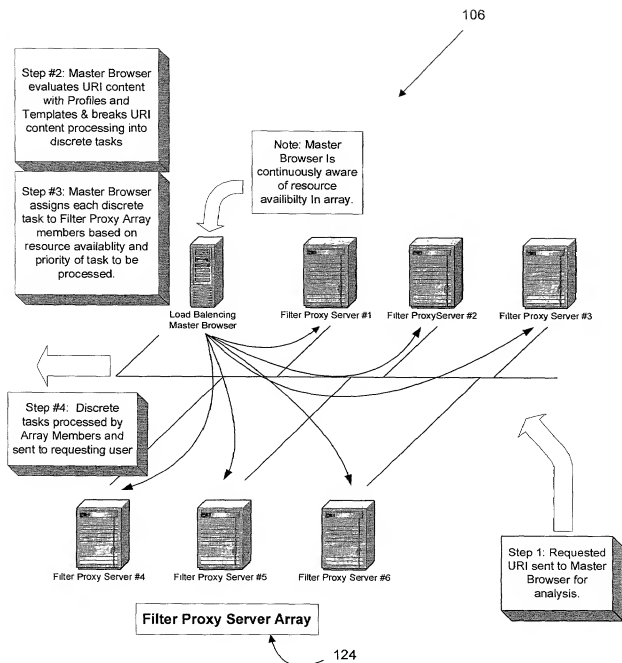 106
Step #2: Master Browser
evaluates URI content
with Profiles and
Templates & breaks URI
content processing into
discrete tasks
Note: Master
Browser Is
continuously aware
of resource
availibilty In array.
Step #3: Master Browser
assigns each discrete
task to Filter Proxy Array
members based on
resource availablity and
priority of task to be
processed.
Load Balancing
Master Browser
Filter Proxy Server #1
Filter ProxyServer #2
Filter Proxy Server #3
Step #4: Discrete
tasks processed by
Array Members and
sent to requesting user
Filter Proxy Server #4
Filter Proxy Server #5
Filter Proxy Server #6
Step 1: Requested
URI sent to Master
Browser for
analysis.
Filter Proxy Server Array
124